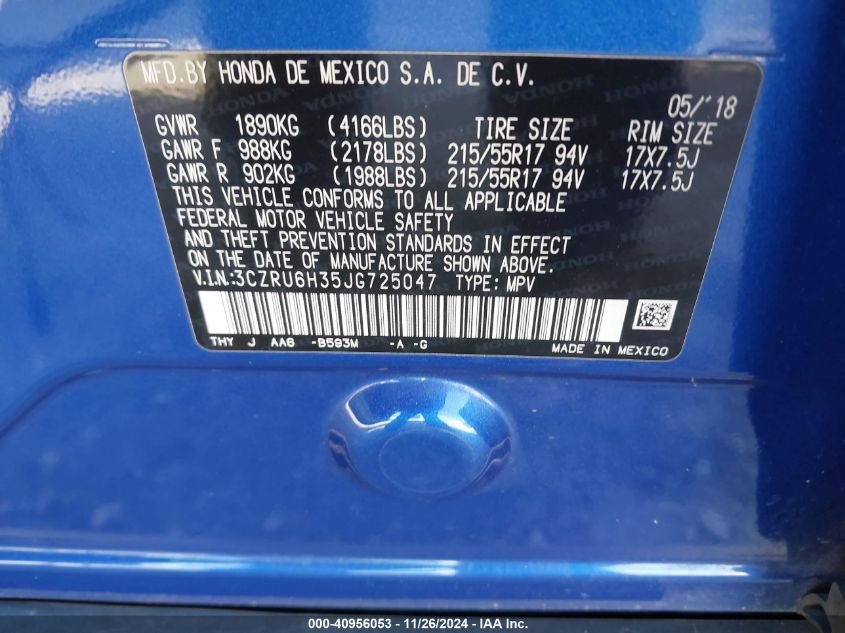 MFD.BY HONDA DE MEXICO S.A. DE C.V.
05/'18
GVWR 1890KG (4166LBS) TIRE SIZE RIM SIZE
GAWR F 988KG (2178LBS) 215/55R17 94V 17X7.5J
GAWR R 902KG (1988LBS) 215/55R17 94V 17X7.5J
THIS VEHICLE CONFORMS TO ALL APPLICABLE
FEDERAL MOTOR VEHICLE SAFETY
AND THEFT PREVENTION STANDARDS IN EFFECT
ON THE DATE OF MANUFACTURE SHOWN ABOVE.
V.I.N:3CZRU6H35JG725047 TYPE: MPV
THY J AA6 -B593M -A -G
MADE IN MEXICO
000-40956053 - 11/26/2024 - © IAA, Inc.